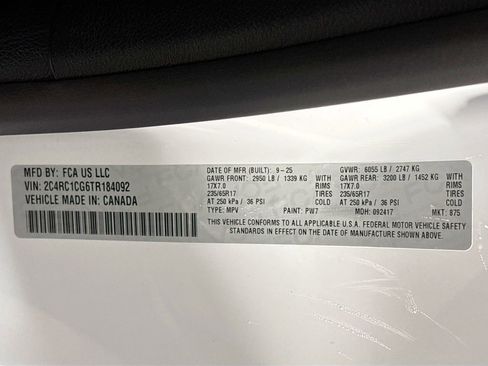 MFD BY: FCA US LLC
VIN: 2C4RC1CG6TR184092
VEHICLE MADE IN: CANADA
DATE OF MFR (BUILT): 9-25
GVWR: 6055 LB / 2747 KG
GAWR FRONT: 2950 LB / 1339 KG WITH
GAWR REAR: 3200 LB / 1452 KG WITH
17X7.0 RIMS
17X7.0 RIMS
235/65R17 TIRES
235/65R17 TIRES
AT 250 kPa / 36 PSI COLD
AT 250 kPa / 36 PSI COLD
TYPE: MPV PAINT: PW7 MDH: 092417 MKT: 875
THIS VEHICLE CONFORMS TO ALL APPLICABLE U.S.A. FEDERAL MOTOR VEHICLE SAFETY
STANDARDS IN EFFECT ON THE DATE OF MANUFACTURE SHOWN ABOVE.